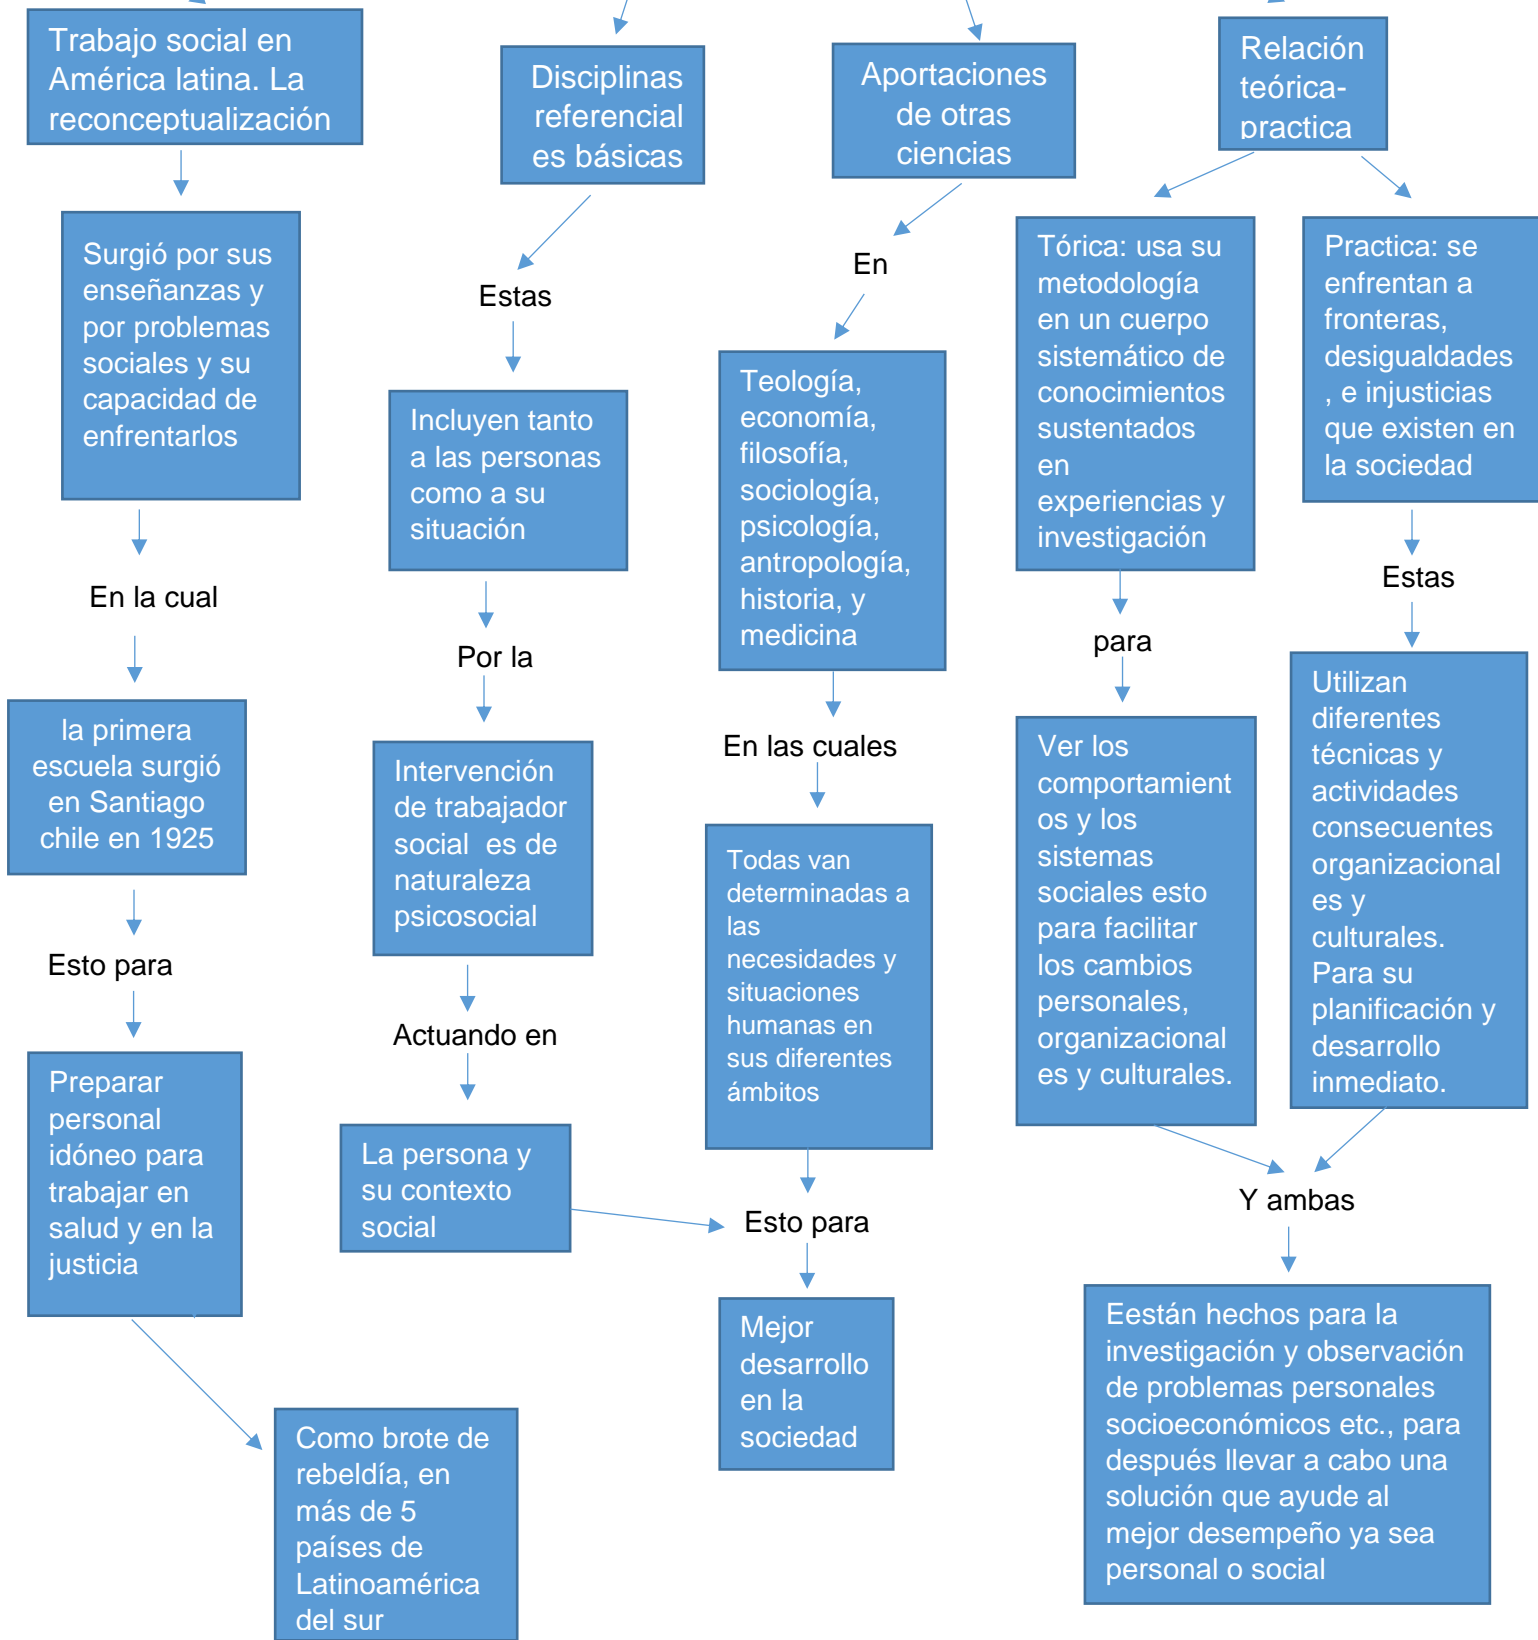 Trabajo social en
América latina. La
reconceptualización
Surgió por sus
enseñanzas y
por problemas
sociales y su
capacidad de
enfrentarlos
En la cual
la primera
escuela surgió
en Santiago
chile en 1925
Esto para
Preparar
personal
idóneo para
trabajar en
salud y en la
justicia
Como brote de
rebeldía, en
más de 5
países de
Latinoamérica
del sur
Disciplinas
referencial
es básicas
Estas
Incluyen tanto
a las personas
como a su
situación
Por la
Intervención
de trabajador
social es de
naturaleza
psicosocial
Actuando en
La persona y
su contexto
social
Aportaciones
de otras
ciencias
En
Teología,
economía,
filosofía,
sociología,
psicología,
antropología,
historia, y
medicina
En las cuales
Todas van
determinadas a
las
necesidades y
situaciones
humanas en
sus diferentes
ámbitos
Esto para
Mejor
desarrollo
en la
sociedad
Relación
teórica-
practica
Tórica: usa su
metodología
en un cuerpo
sistemático de
conocimientos
sustentados
en
experiencias y
investigación
para
Ver los
comportamient
os y los
sistemas
sociales esto
para facilitar
los cambios
personales,
organizacional
es y culturales.
Practica: se
enfrentan a
fronteras,
desigualdades
, e injusticias
que existen en
la sociedad
Estas
Utilizan
diferentes
técnicas y
actividades
consecuentes
organizacional
es y
culturales.
Para su
planificación y
desarrollo
inmediato.
Y ambas
Eestán hechos para la
investigación y observación
de problemas personales
socioeconómicos etc., para
después llevar a cabo una
solución que ayude al
mejor desempeño ya sea
personal o social